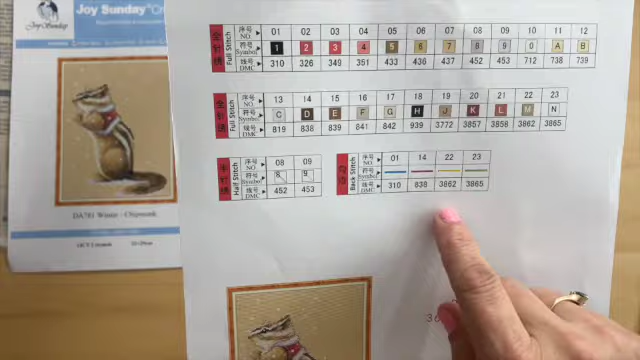 Joy Sunday®
Joy Sunday
DA781 Winter - Chipmunk
全针绣 Full Stitch
序号 NO 01 02 03 04 05 06 07 08 09 10 11 12
符号 Symbol 1 2 3 4 5 6 7 8 9 0 A B
线号 DMC 310 326 349 351 433 436 437 452 453 712 738 739
全针绣 Full Stitch
序号 NO 13 14 15 16 17 18 19 20 21 22 23
符号 Symbol C D E F G H J K L M N
线号 DMC 819 838 839 841 842 939 3772 3857 3858 3862 3865
半针绣 Half Stitch
序号 NO 08 09
符号 Symbol 8 9
线号 DMC 452 453
勾边 Back Stitch
序号 NO 01 14 22 23
符号 Symbol
线号 DMC 310 838 3862 3865